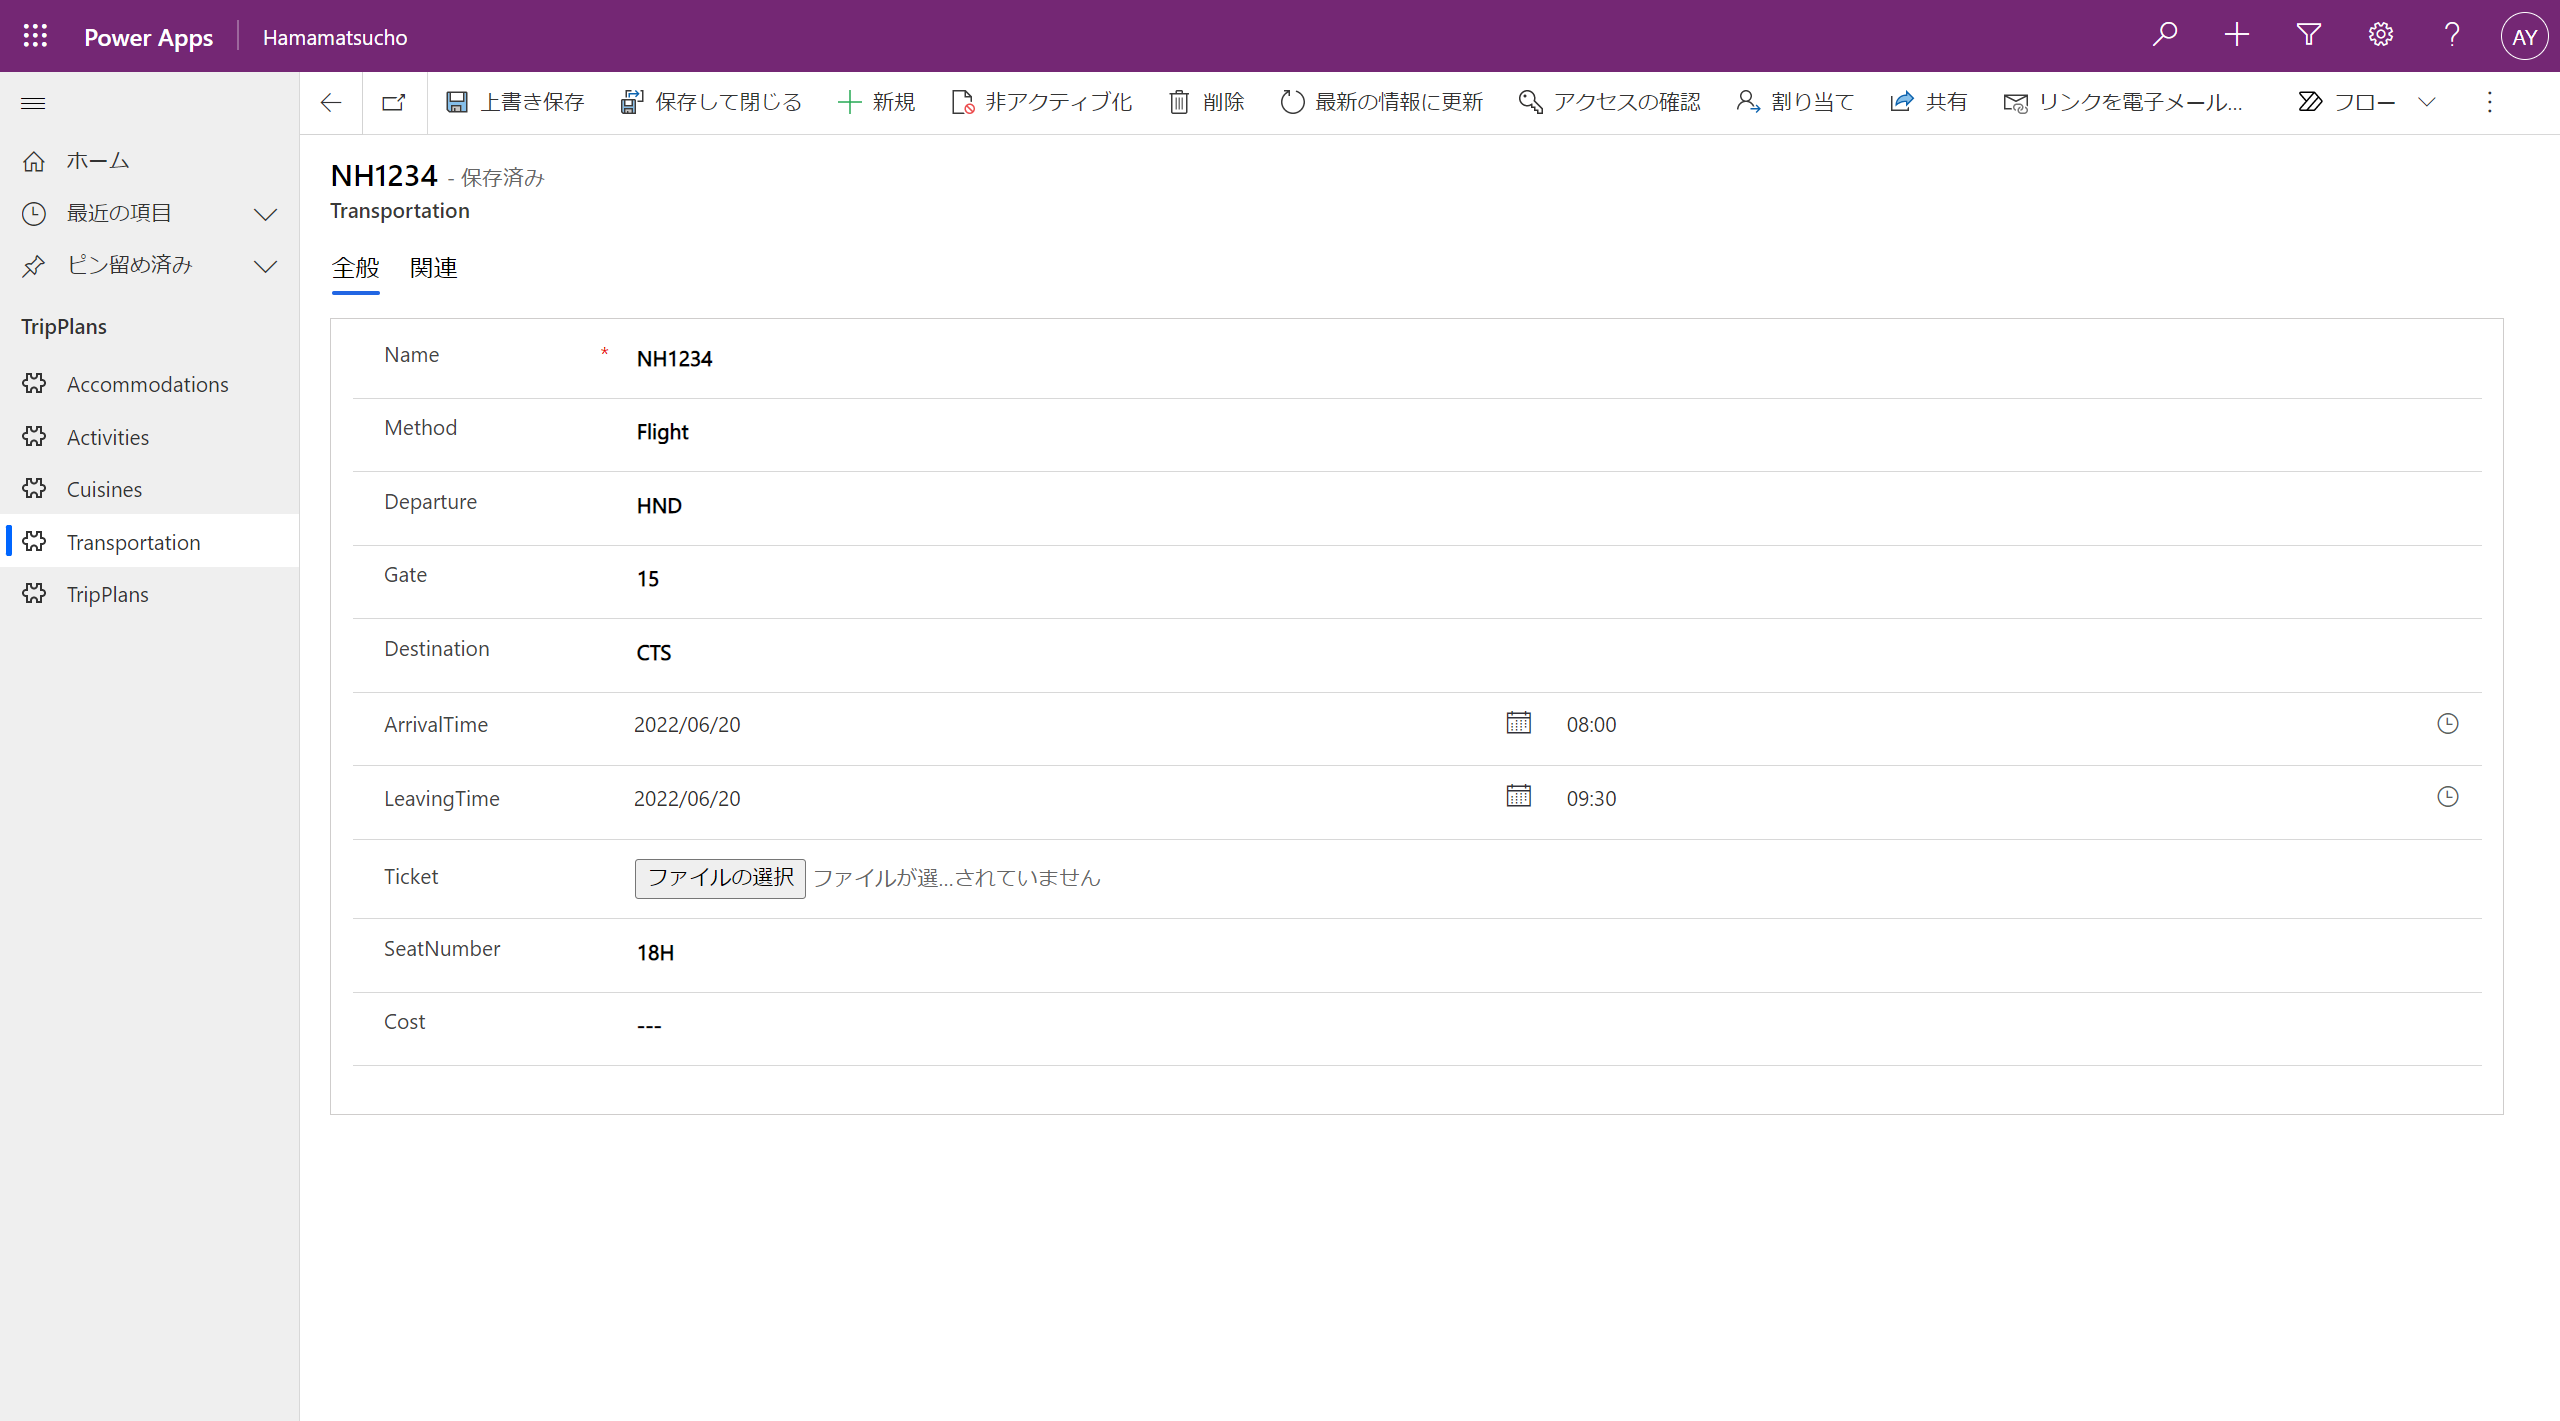 Power Apps Hamamatsucho AY
上書き保存 保存して閉じる 新規 非アクティブ化 削除 最新の情報に更新 アクセスの確認 割り当て 共有 リンクを電子メール... フロー
ホーム
最近の項目
ピン留め済み
TripPlans
Accommodations
Activities
Cuisines
Transportation
TripPlans
NH1234 - 保存済み
Transportation
全般 関連
Name * NH1234
Method Flight
Departure HND
Gate 15
Destination CTS
ArrivalTime 2022/06/20 08:00
LeavingTime 2022/06/20 09:30
Ticket ファイルの選択 ファイルが選...されていません
SeatNumber 18H
Cost ---